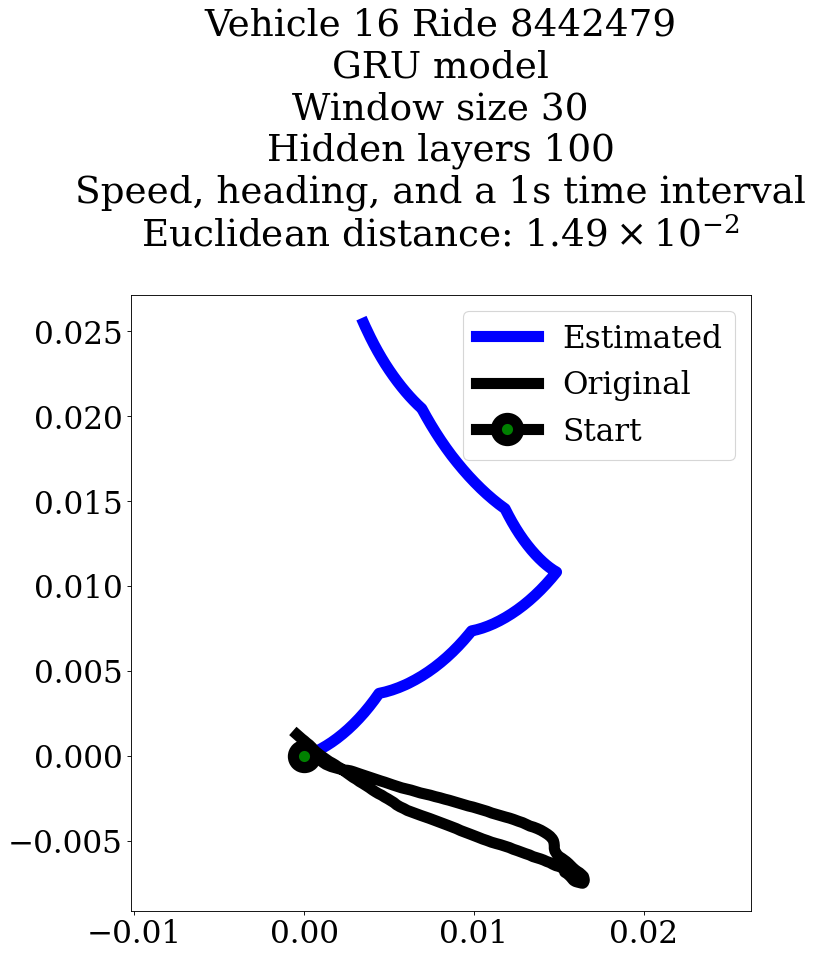 Vehicle 16 Ride 8442479
GRU model
Window size 30
Hidden layers 100
Speed, heading, and a 1s time interval
Euclidean distance: 1.49 × 10⁻²
Estimated
Original
Start
0.025
0.020
0.015
0.010
0.005
0.000
−0.005
−0.01 0.00 0.01 0.02